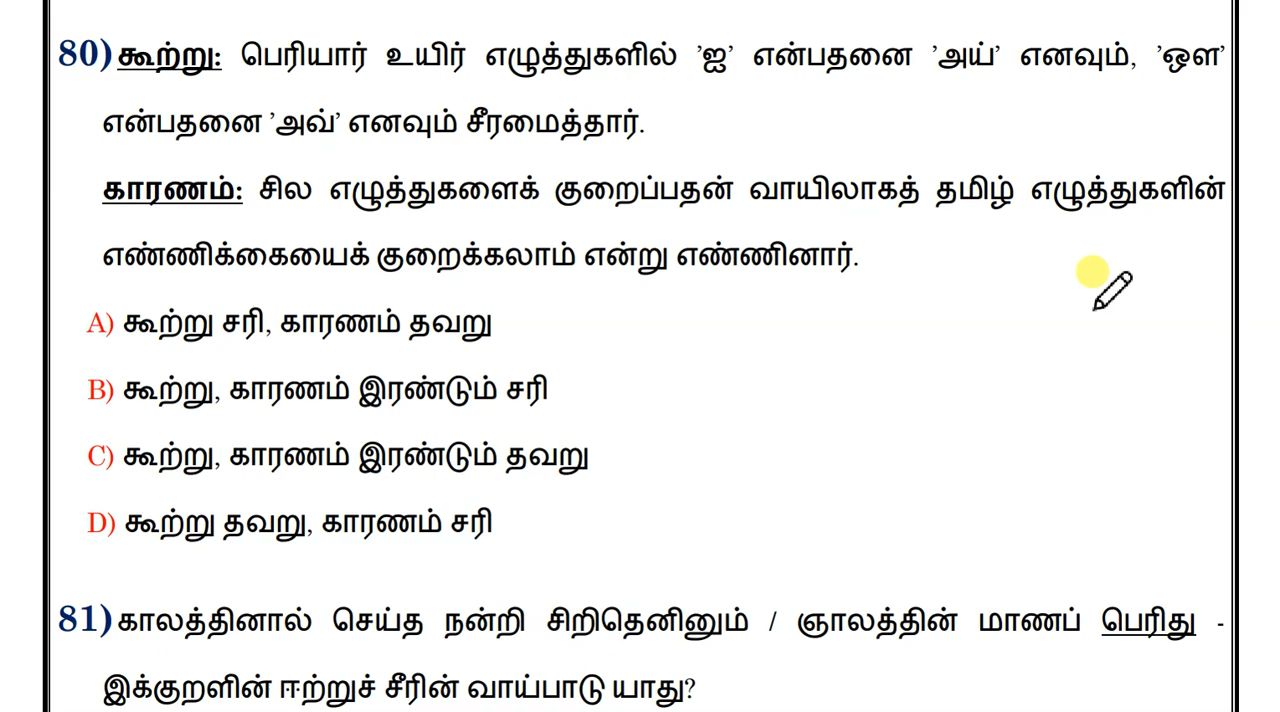 80) கூற்று: பெரியார் உயிர் எழுத்துகளில் ’ஐ’ என்பதனை ’அய்’ எனவும், ’ஔ’
என்பதனை ’அவ்’ எனவும் சீரமைத்தார்.
காரணம்: சில எழுத்துகளைக் குறைப்பதன் வாயிலாகத் தமிழ் எழுத்துகளின்
எண்ணிக்கையைக் குறைக்கலாம் என்று எண்ணினார்.
A) கூற்று சரி, காரணம் தவறு
B) கூற்று, காரணம் இரண்டும் சரி
C) கூற்று, காரணம் இரண்டும் தவறு
D) கூற்று தவறு, காரணம் சரி
81) காலத்தினால் செய்த நன்றி சிறிதெனினும் / ஞாலத்தின் மாணப் பெரிது -
இக்குறளின் ஈற்றுச் சீரின் வாய்பாடு யாது?